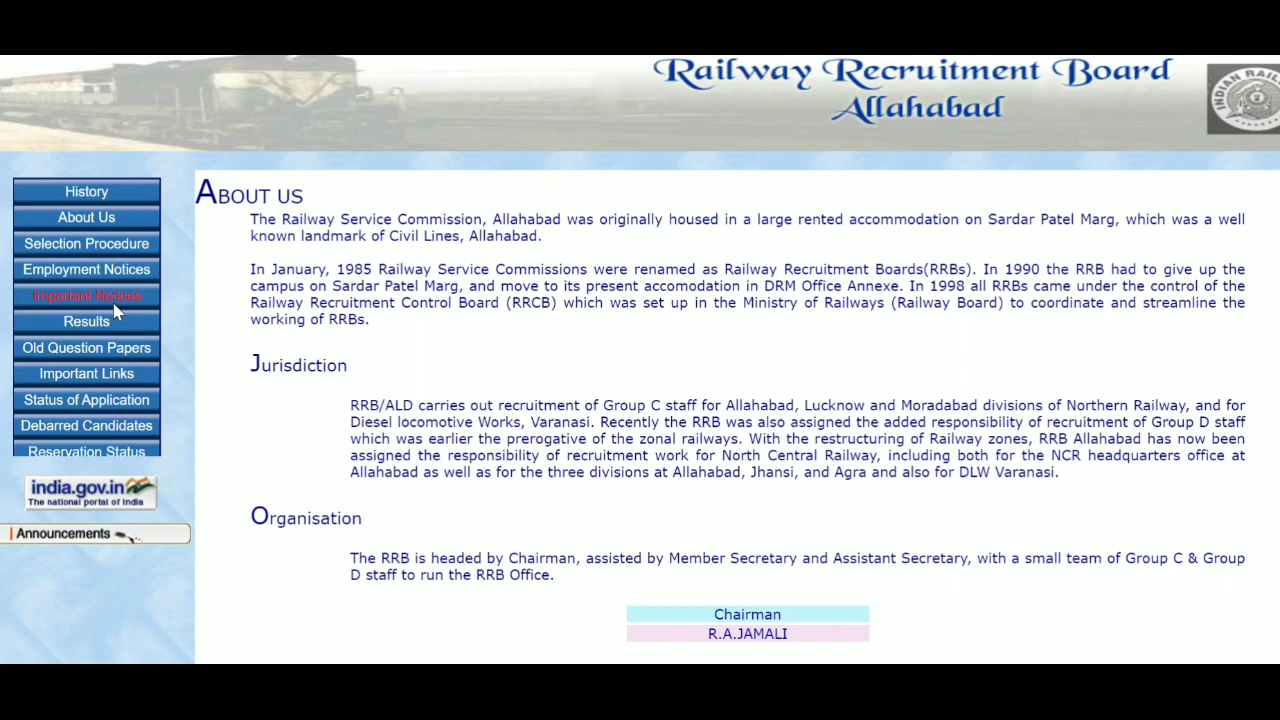 Railway Recruitment Board
Allahabad
INDIAN RAIL
History
About Us
Selection Procedure
Employment Notices
Important Notices
Results
Old Question Papers
Important Links
Status of Application
Debarred Candidates
Reservation Status
india.gov.in
The national portal of India
Announcements
ABOUT US
The Railway Service Commission, Allahabad was originally housed in a large rented accommodation on Sardar Patel Marg, which was a well
known landmark of Civil Lines, Allahabad.
In January, 1985 Railway Service Commissions were renamed as Railway Recruitment Boards(RRBs). In 1990 the RRB had to give up the
campus on Sardar Patel Marg, and move to its present accomodation in DRM Office Annexe. In 1998 all RRBs came under the control of the
Railway Recruitment Control Board (RRCB) which was set up in the Ministry of Railways (Railway Board) to coordinate and streamline the
working of RRBs.
Jurisdiction
RRB/ALD carries out recruitment of Group C staff for Allahabad, Lucknow and Moradabad divisions of Northern Railway, and for
Diesel locomotive Works, Varanasi. Recently the RRB was also assigned the added responsibility of recruitment of Group D staff
which was earlier the prerogative of the zonal railways. With the restructuring of Railway zones, RRB Allahabad has now been
assigned the responsibility of recruitment work for North Central Railway, including both for the NCR headquarters office at
Allahabad as well as for the three divisions at Allahabad, Jhansi, and Agra and also for DLW Varanasi.
Organisation
The RRB is headed by Chairman, assisted by Member Secretary and Assistant Secretary, with a small team of Group C & Group
D staff to run the RRB Office.
Chairman
R.A.JAMALI